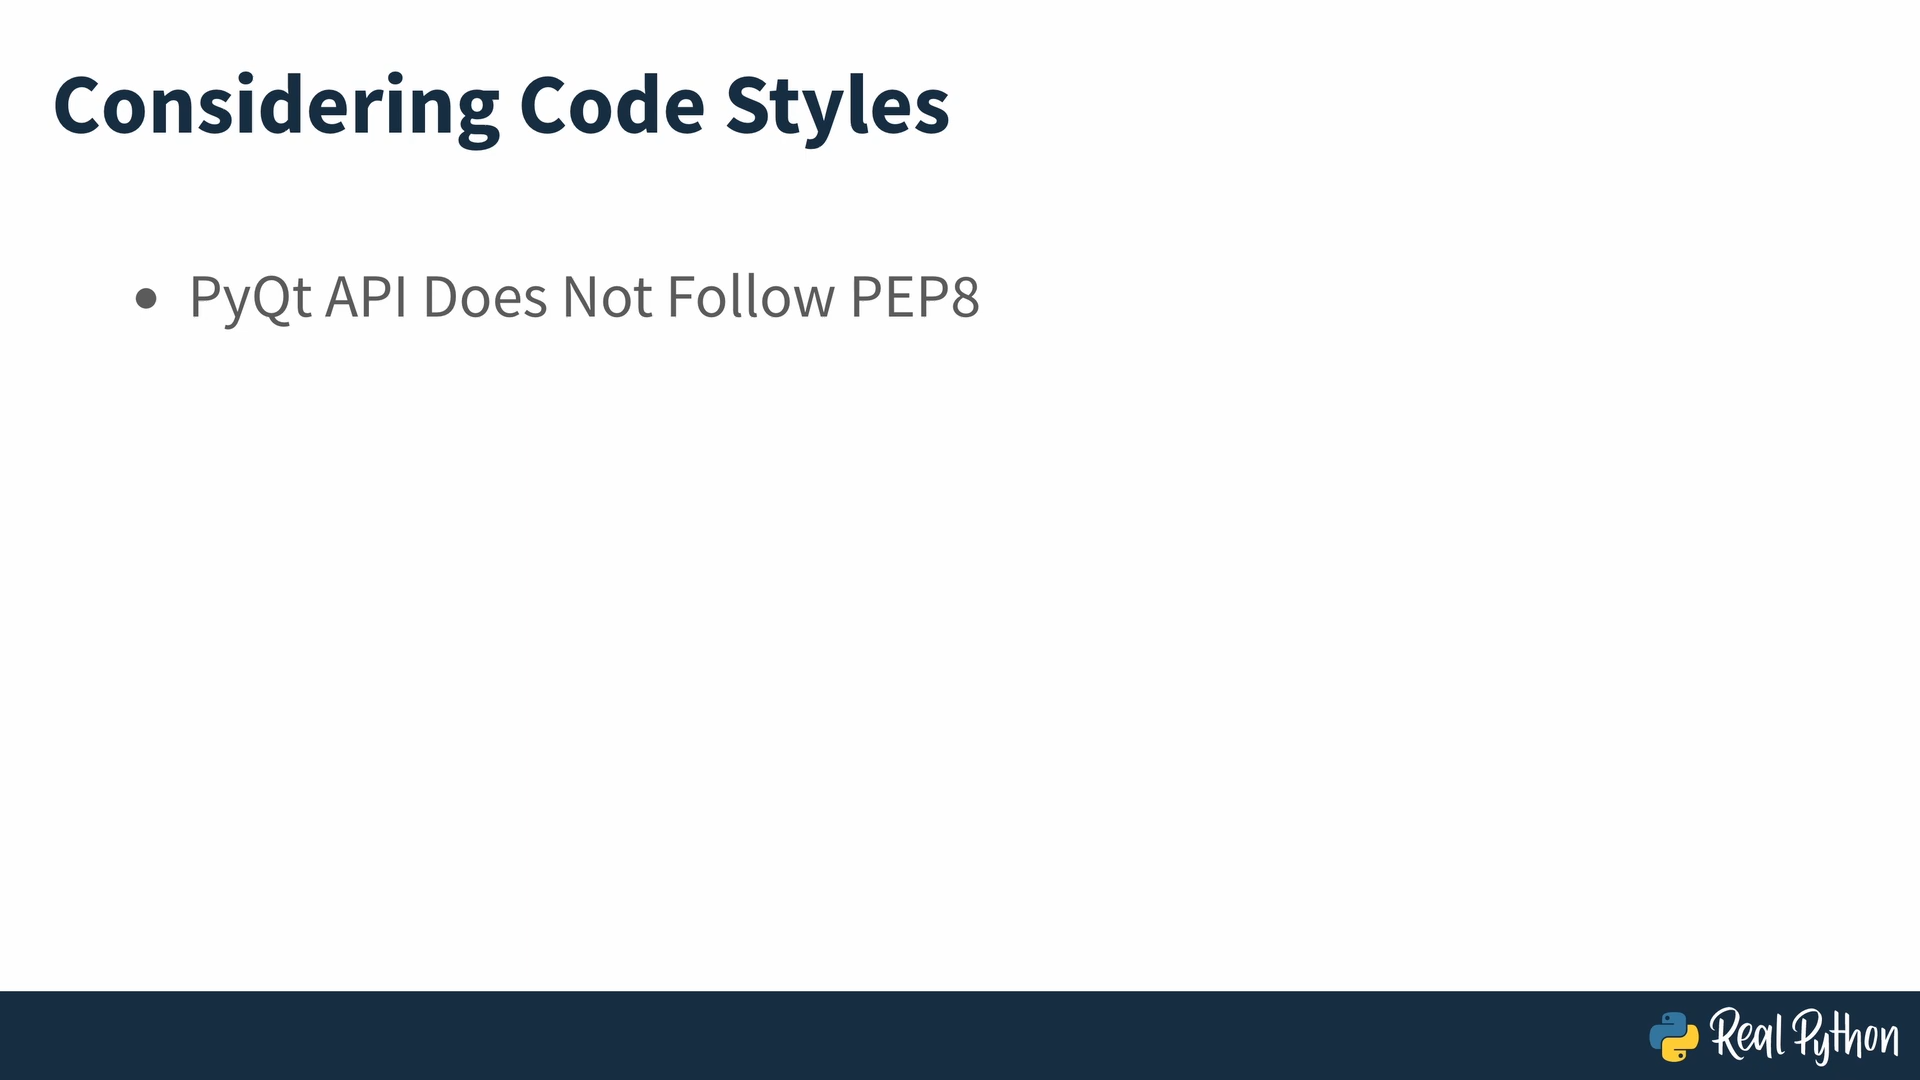 Considering Code Styles
• PyQt API Does Not Follow PEP8
Real Python